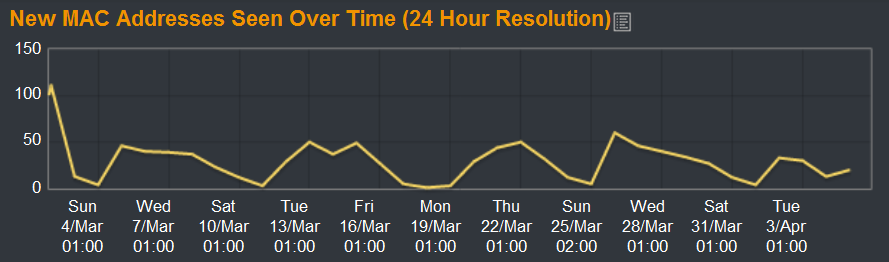 New MAC Addresses Seen Over Time (24 Hour Resolution)
150
100
50
0
Sun Wed Sat Tue Fri Mon Thu Sun Wed Sat Tue
4/Mar 7/Mar 10/Mar 13/Mar 16/Mar 19/Mar 22/Mar 25/Mar 28/Mar 31/Mar 3/Apr
01:00 01:00 01:00 01:00 01:00 01:00 01:00 02:00 01:00 01:00 01:00